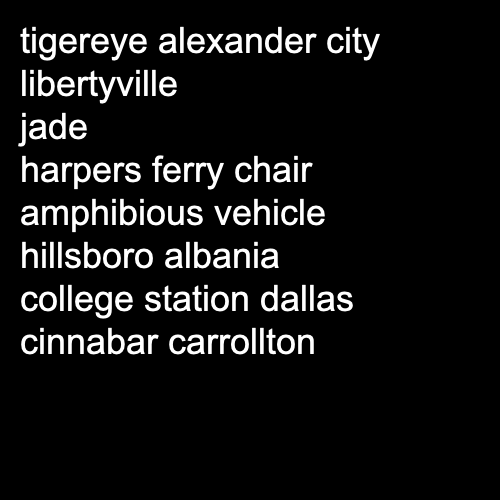 tigereye alexander city
libertyville
jade
harpers ferry chair
amphibious vehicle
hillsboro albania
college station dallas
cinnabar carrollton